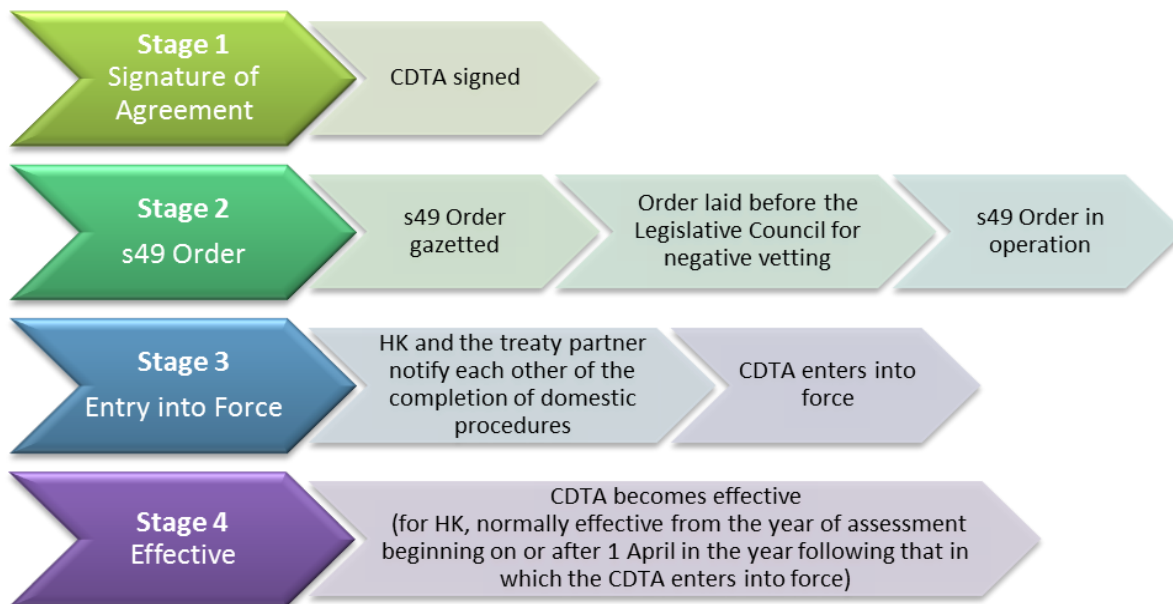 Stage 1
Signature of
Agreement
CDTA signed
Stage 2
s49 Order
s49 Order
gazetted
Order laid before the
Legislative Council for
negative vetting
s49 Order in
operation
Stage 3
Entry into Force
HK and the treaty partner
notify each other of the
completion of domestic
procedures
CDTA enters into
force
Stage 4
Effective
CDTA becomes effective
(for HK, normally effective from the year of assessment
beginning on or after 1 April in the year following that in
which the CDTA enters into force)